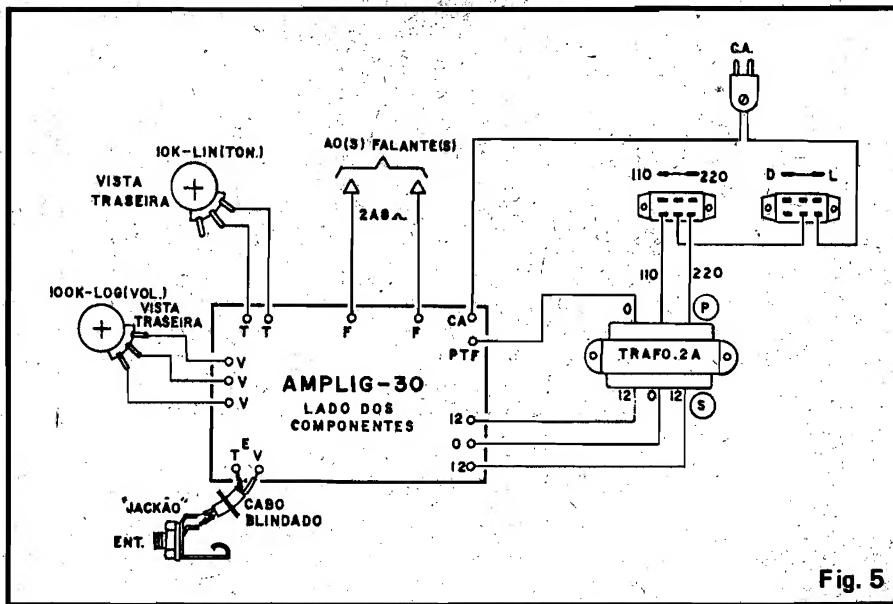 C.A.
10K-LIN(TON.)
VISTA
TRASEIRA
AO(S) FALANTE(S)
2A8Ω
110 220
D L
100K-LOG(VOL.)
VISTA
TRASEIRA
110 220
T T F F CA
PTF
0
P
V
V
V
AMPLIG-30
LADO DOS
COMPONENTES
TRAFO.2A
12 0 12
S
12
0
12
E
T V
"JACKÃO"
CABO
BLINDADO
ENT.
Fig. 5